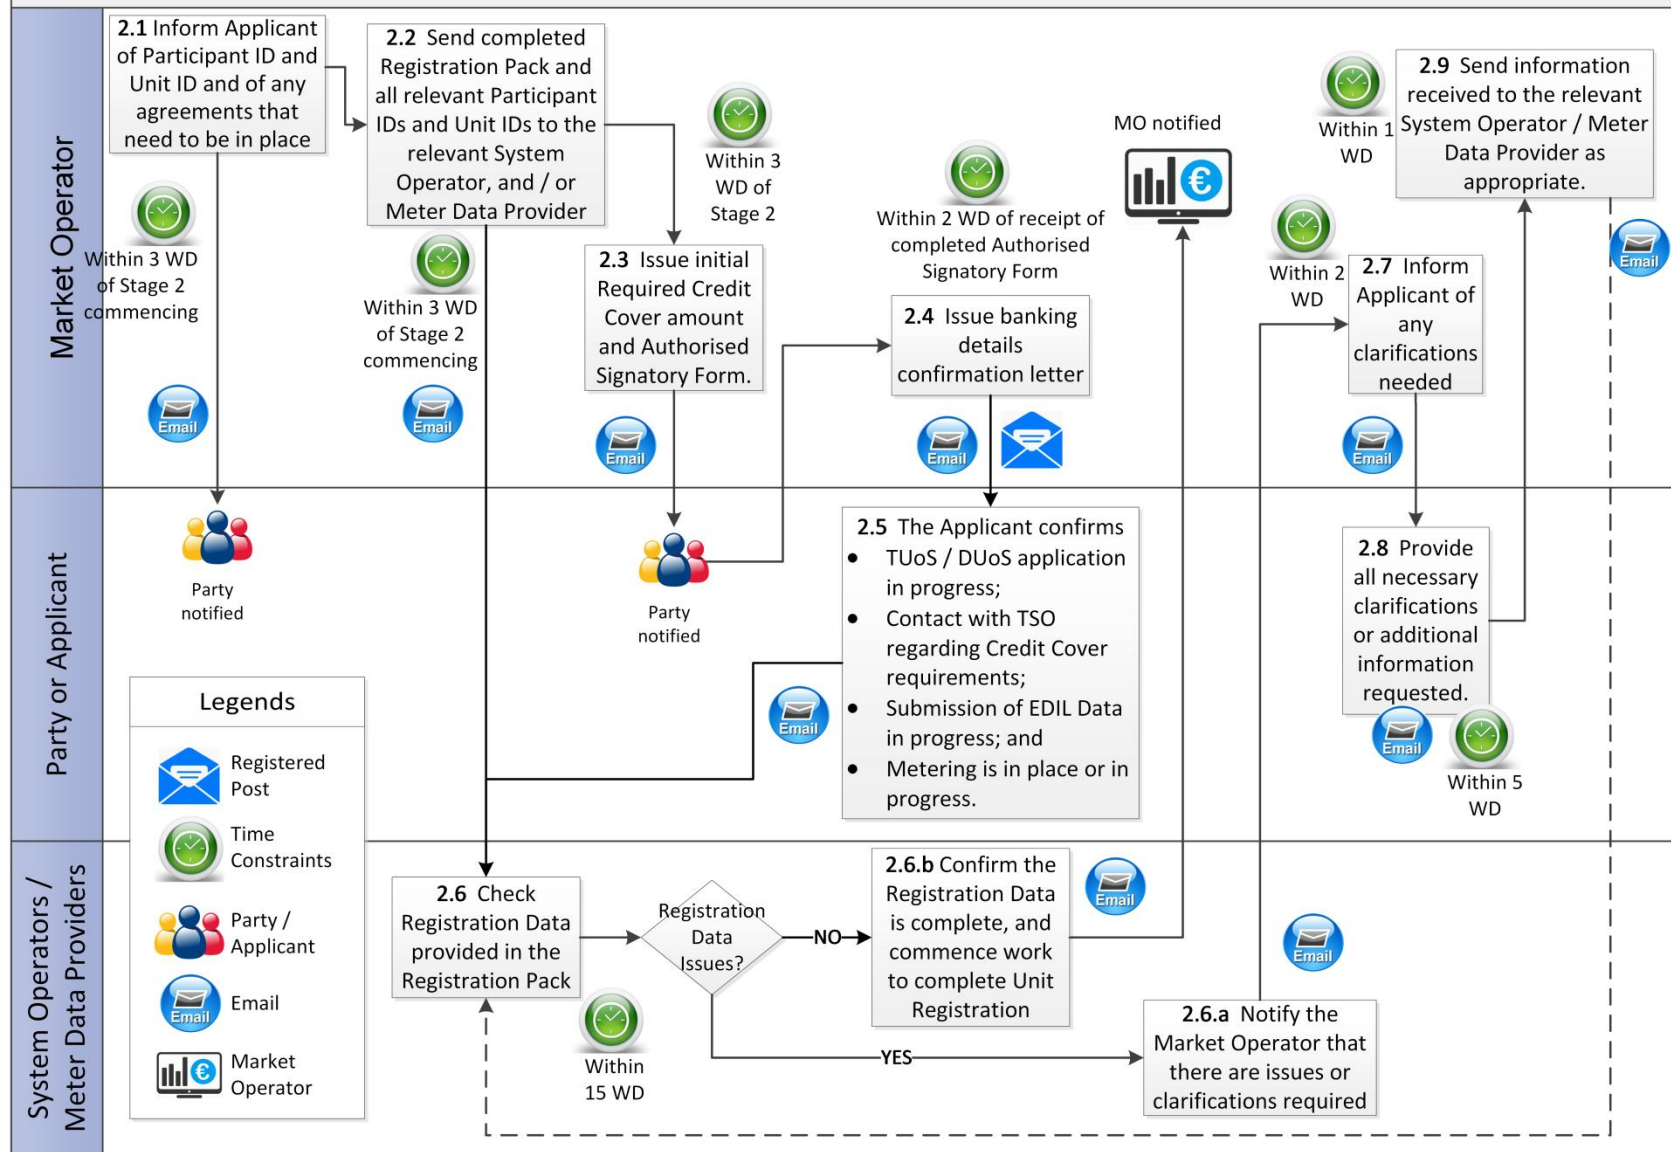 Market Operator
2.1 Inform Applicant
of Participant ID and
Unit ID and of any
agreements that
need to be in place
Within 3 WD
of Stage 2
commencing
Email
2.2 Send completed
Registration Pack and
all relevant Participant
IDs and Unit IDs to the
relevant System
Operator, and / or
Meter Data Provider
Within 3 WD
of Stage 2
commencing
Email
Within 3
WD of
Stage 2
2.3 Issue initial
Required Credit
Cover amount
and Authorised
Signatory Form.
Email
Within 2 WD of receipt of
completed Authorised
Signatory Form
2.4 Issue banking
details
confirmation letter
Email
MO notified
€
Within 2
WD
2.7 Inform
Applicant of
any
clarifications
needed
Email
Within 1
WD
2.9 Send information
received to the relevant
System Operator / Meter
Data Provider as
appropriate.
Email
Party or Applicant
Party
notified
Party
notified
2.5 The Applicant confirms
• TUoS / DUoS application
in progress;
• Contact with TSO
regarding Credit Cover
requirements;
• Submission of EDIL Data
in progress; and
• Metering is in place or in
progress.
Email
2.8 Provide
all necessary
clarifications
or additional
information
requested.
Email
Within 5
WD
Legends
Registered
Post
Time
Constraints
Party /
Applicant
Email
Email
€
Market
Operator
System Operators /
Meter Data Providers
2.6 Check
Registration Data
provided in the
Registration Pack
Within
15 WD
Registration
Data
Issues?
NO
YES
2.6.b Confirm the
Registration Data
is complete, and
commence work
to complete Unit
Registration
Email
2.6.a Notify the
Market Operator that
there are issues or
clarifications required
Email